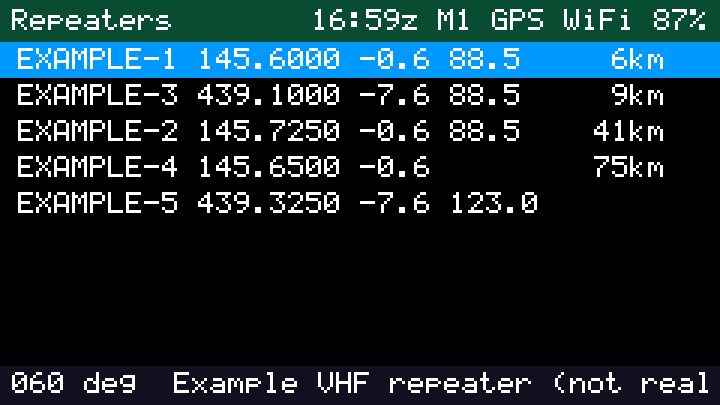 Repeaters 16:59z M1 GPS WiFi 87%
EXAMPLE-1 145.6000 -0.6 88.5 6km
EXAMPLE-3 439.1000 -7.6 88.5 9km
EXAMPLE-2 145.7250 -0.6 88.5 41km
EXAMPLE-4 145.6500 -0.6 75km
EXAMPLE-5 439.3250 -7.6 123.0
060 deg Example VHF repeater (not real